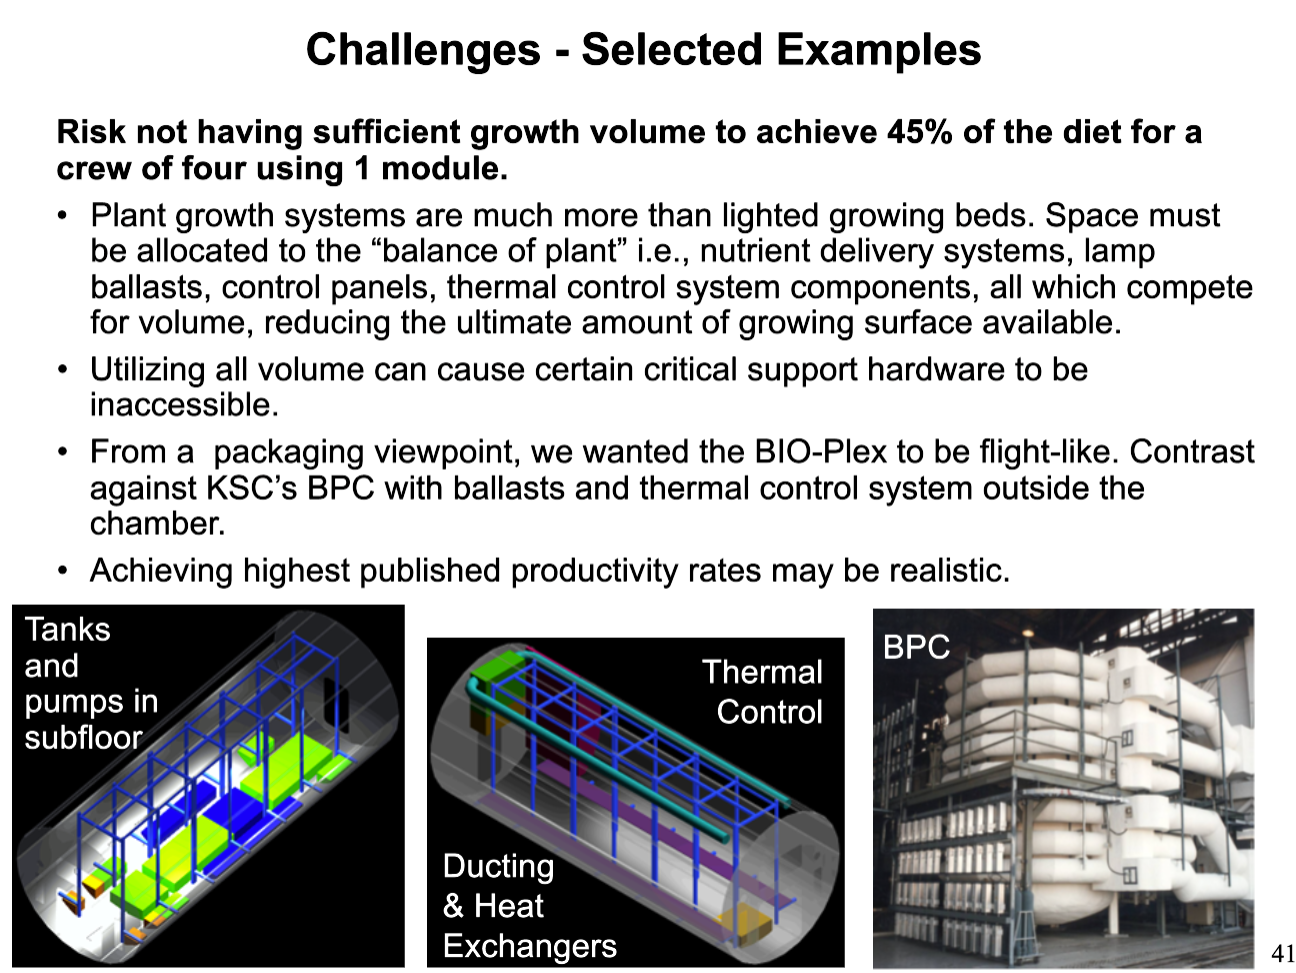 Challenges - Selected Examples
Risk not having sufficient growth volume to achieve 45% of the diet for a
crew of four using 1 module.
• Plant growth systems are much more than lighted growing beds. Space must
be allocated to the “balance of plant” i.e., nutrient delivery systems, lamp
ballasts, control panels, thermal control system components, all which compete
for volume, reducing the ultimate amount of growing surface available.
• Utilizing all volume can cause certain critical support hardware to be
inaccessible.
• From a  packaging viewpoint, we wanted the BIO-Plex to be flight-like. Contrast
against KSC’s BPC with ballasts and thermal control system outside the
chamber.
• Achieving highest published productivity rates may be realistic.
Tanks
and
pumps in
subfloor
Thermal
Control
Ducting
& Heat
Exchangers
BPC
41